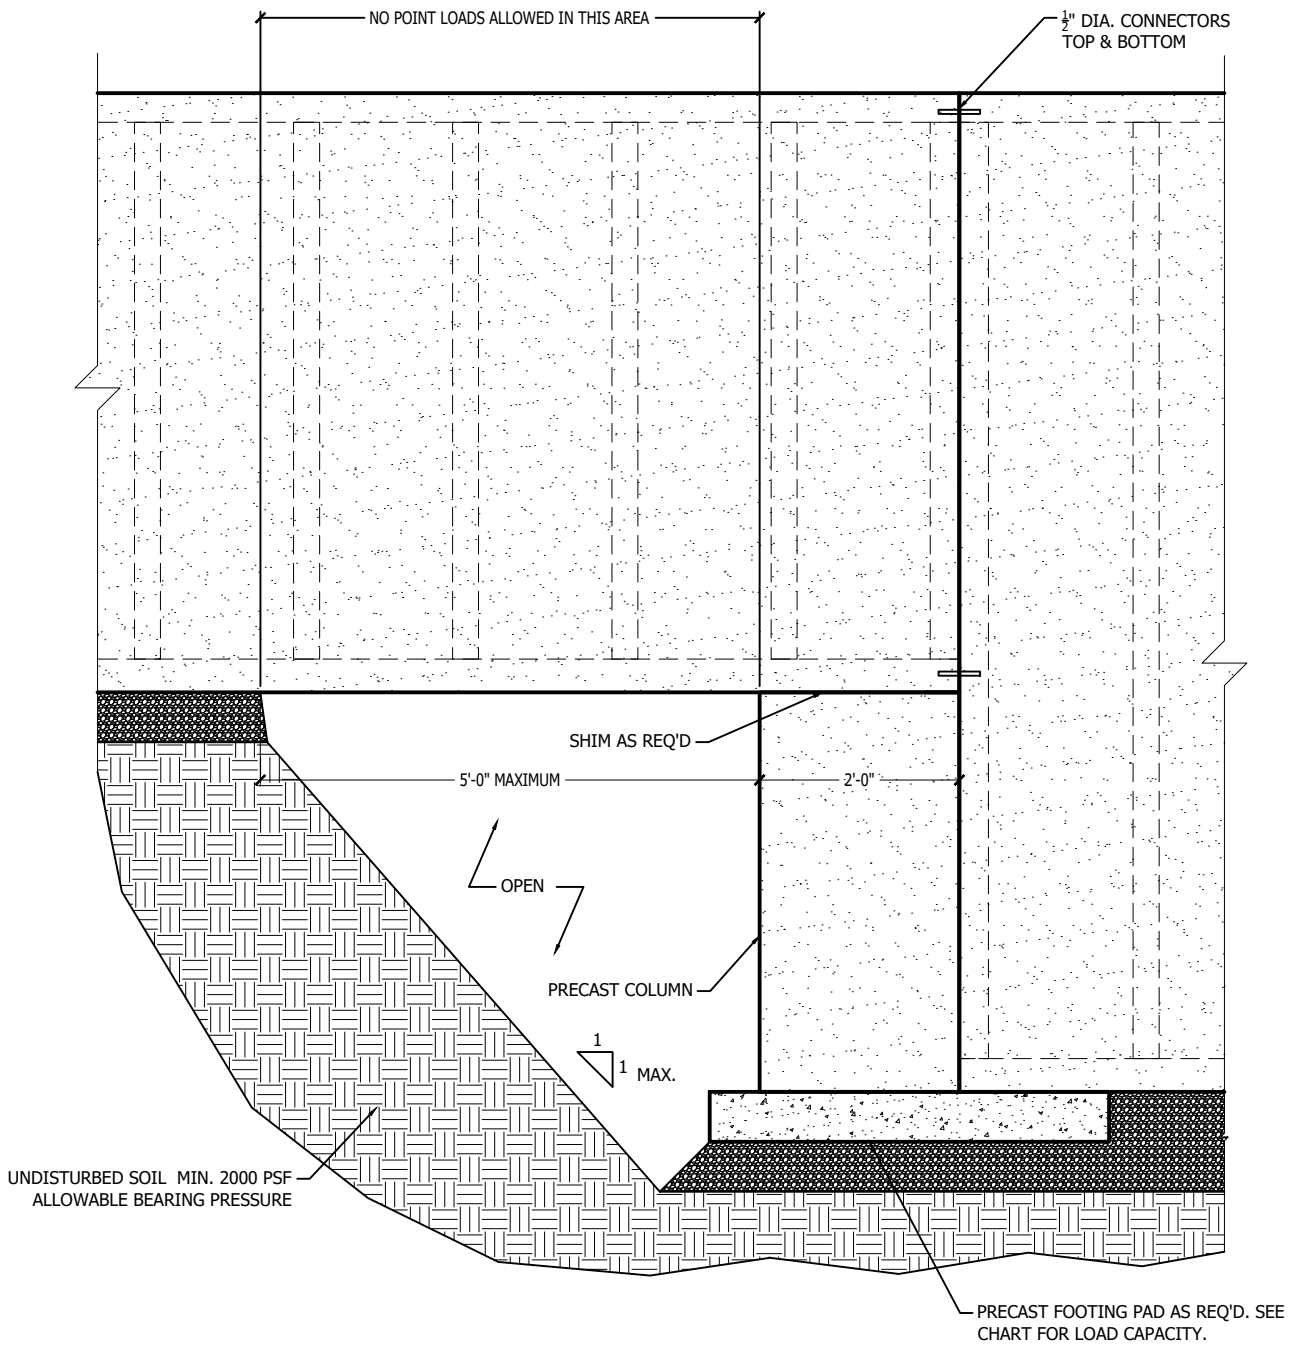 NO POINT LOADS ALLOWED IN THIS AREA
½" DIA. CONNECTORS
TOP & BOTTOM
SHIM AS REQ'D
5'-0" MAXIMUM
2'-0"
OPEN
PRECAST COLUMN
1
1 MAX.
UNDISTURBED SOIL MIN. 2000 PSF
ALLOWABLE BEARING PRESSURE
PRECAST FOOTING PAD AS REQ'D. SEE
CHART FOR LOAD CAPACITY.